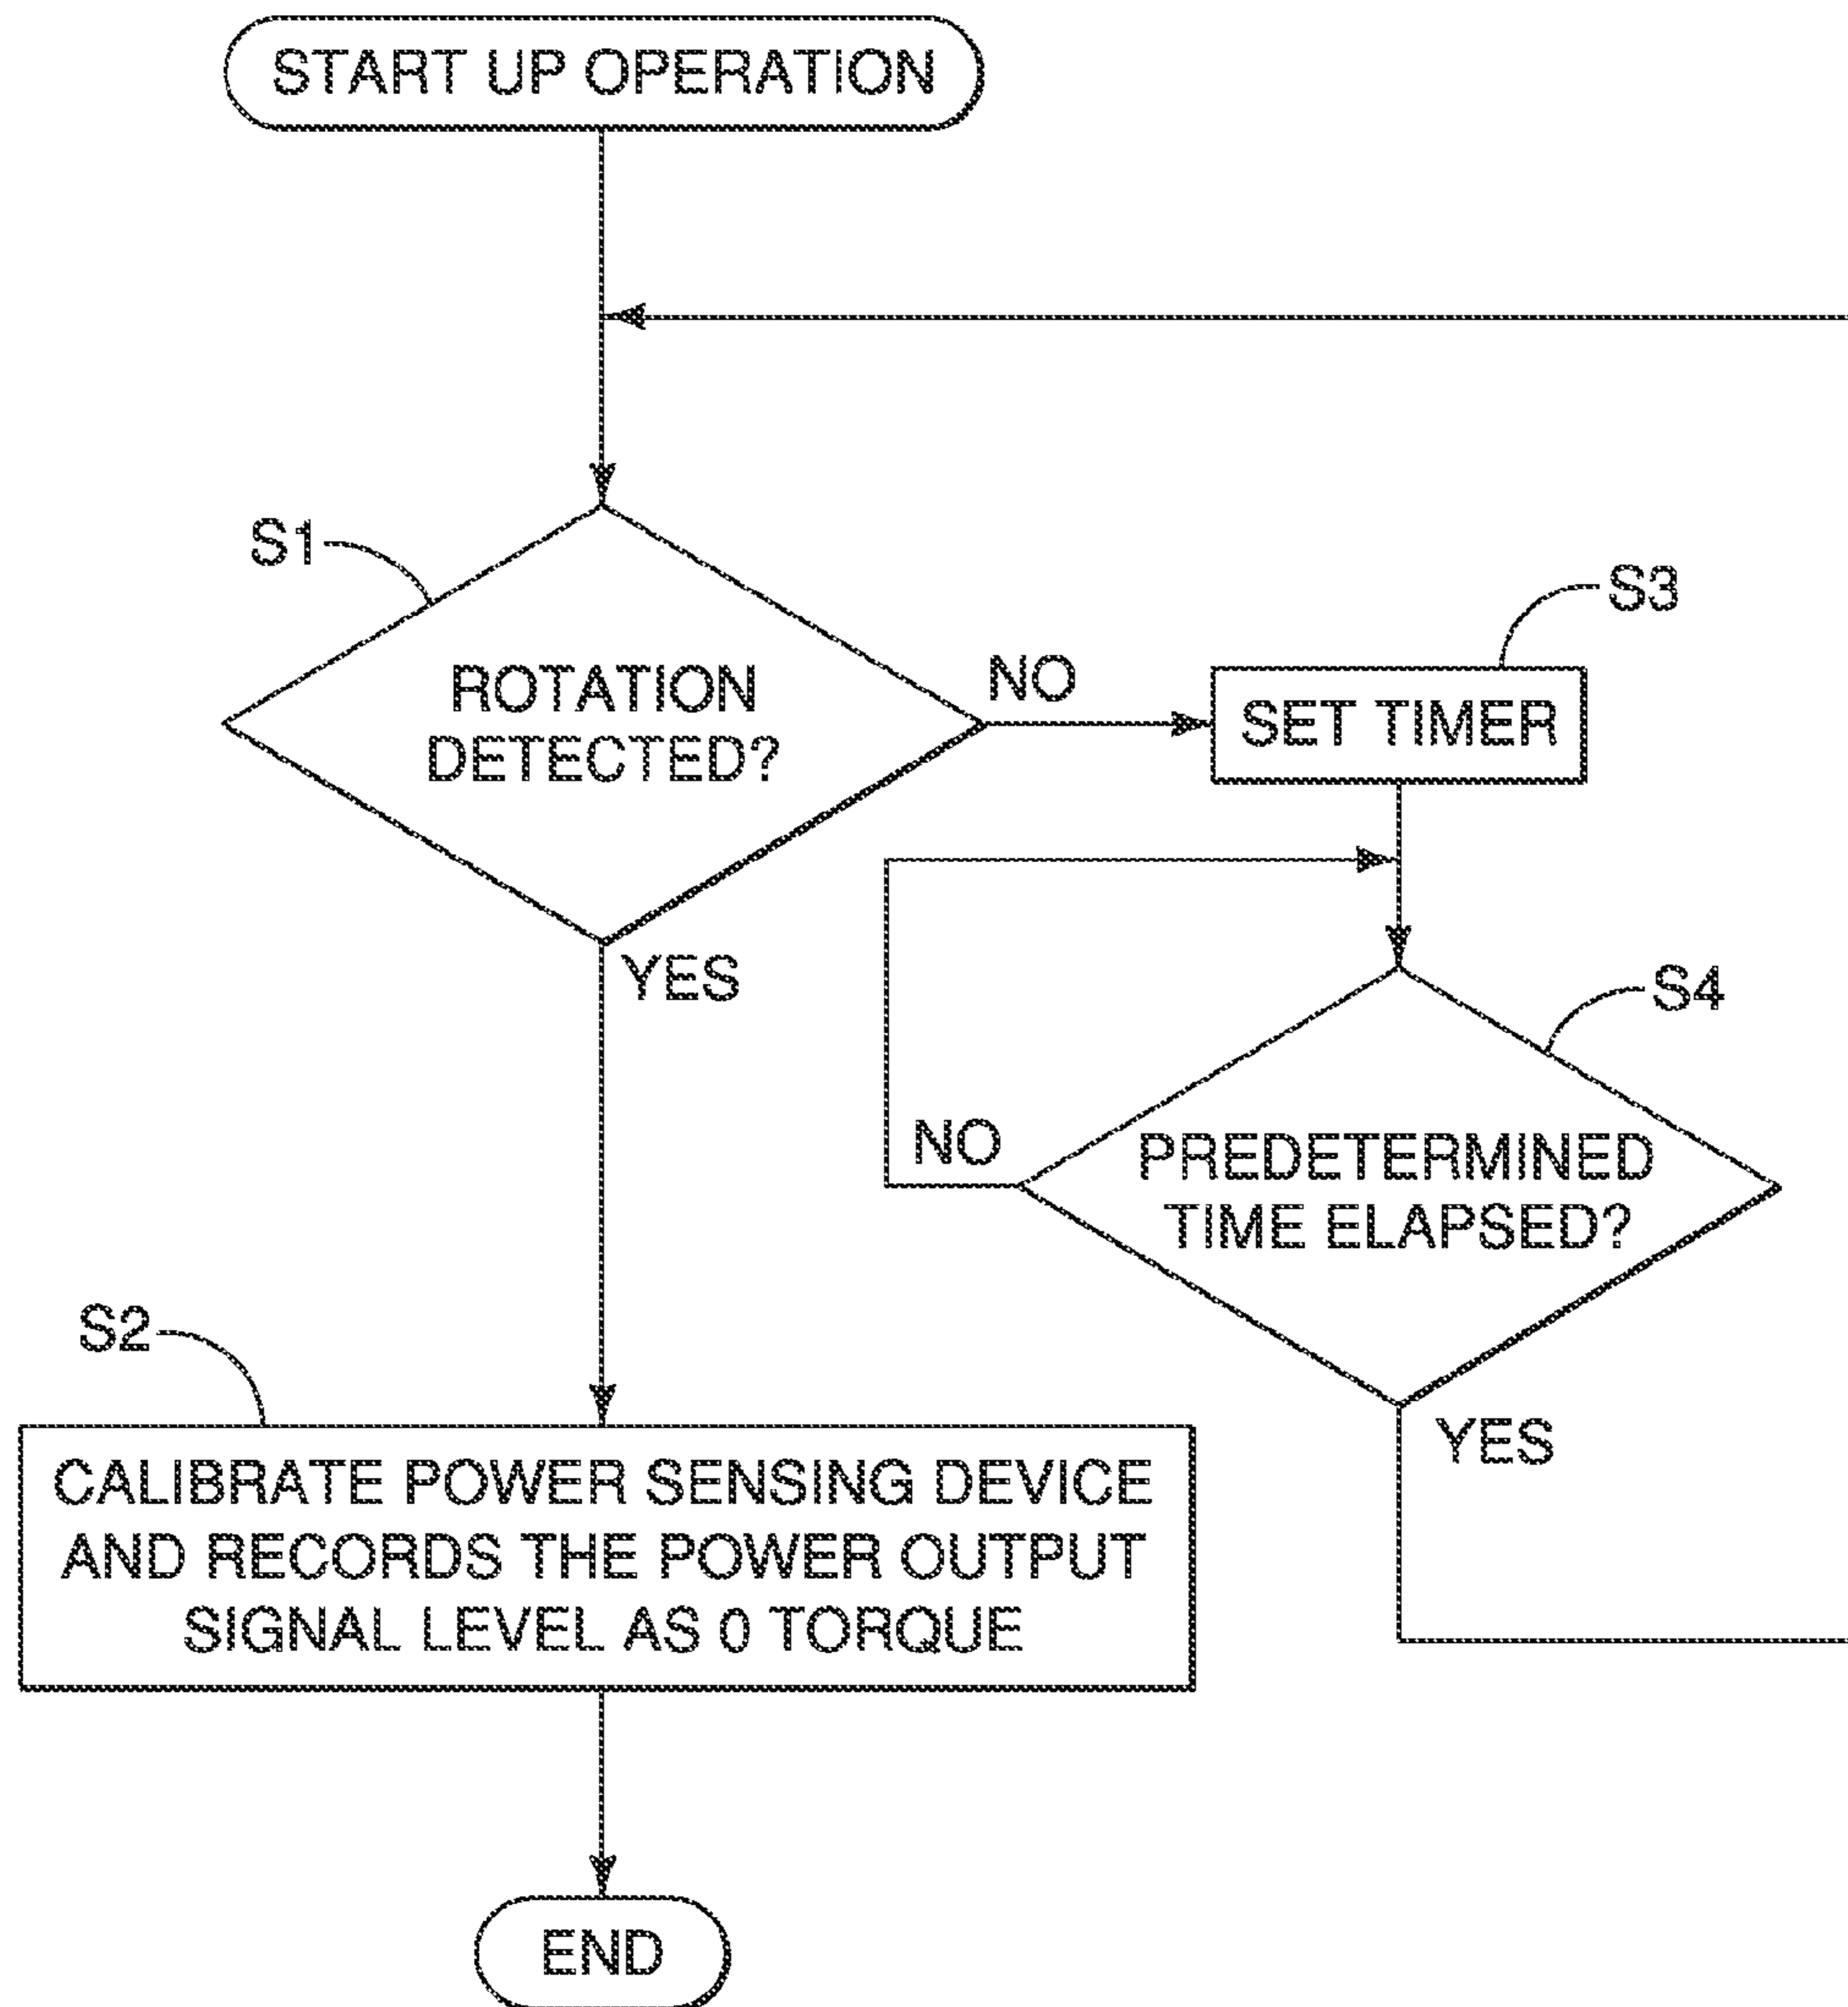 START UP OPERATION
S1
ROTATION
DETECTED?
NO
S3
SET TIMER
YES
S4
NO
PREDETERMINED
TIME ELAPSED?
YES
S2
CALIBRATE POWER SENSING DEVICE
AND RECORDS THE POWER OUTPUT
SIGNAL LEVEL AS 0 TORQUE
END